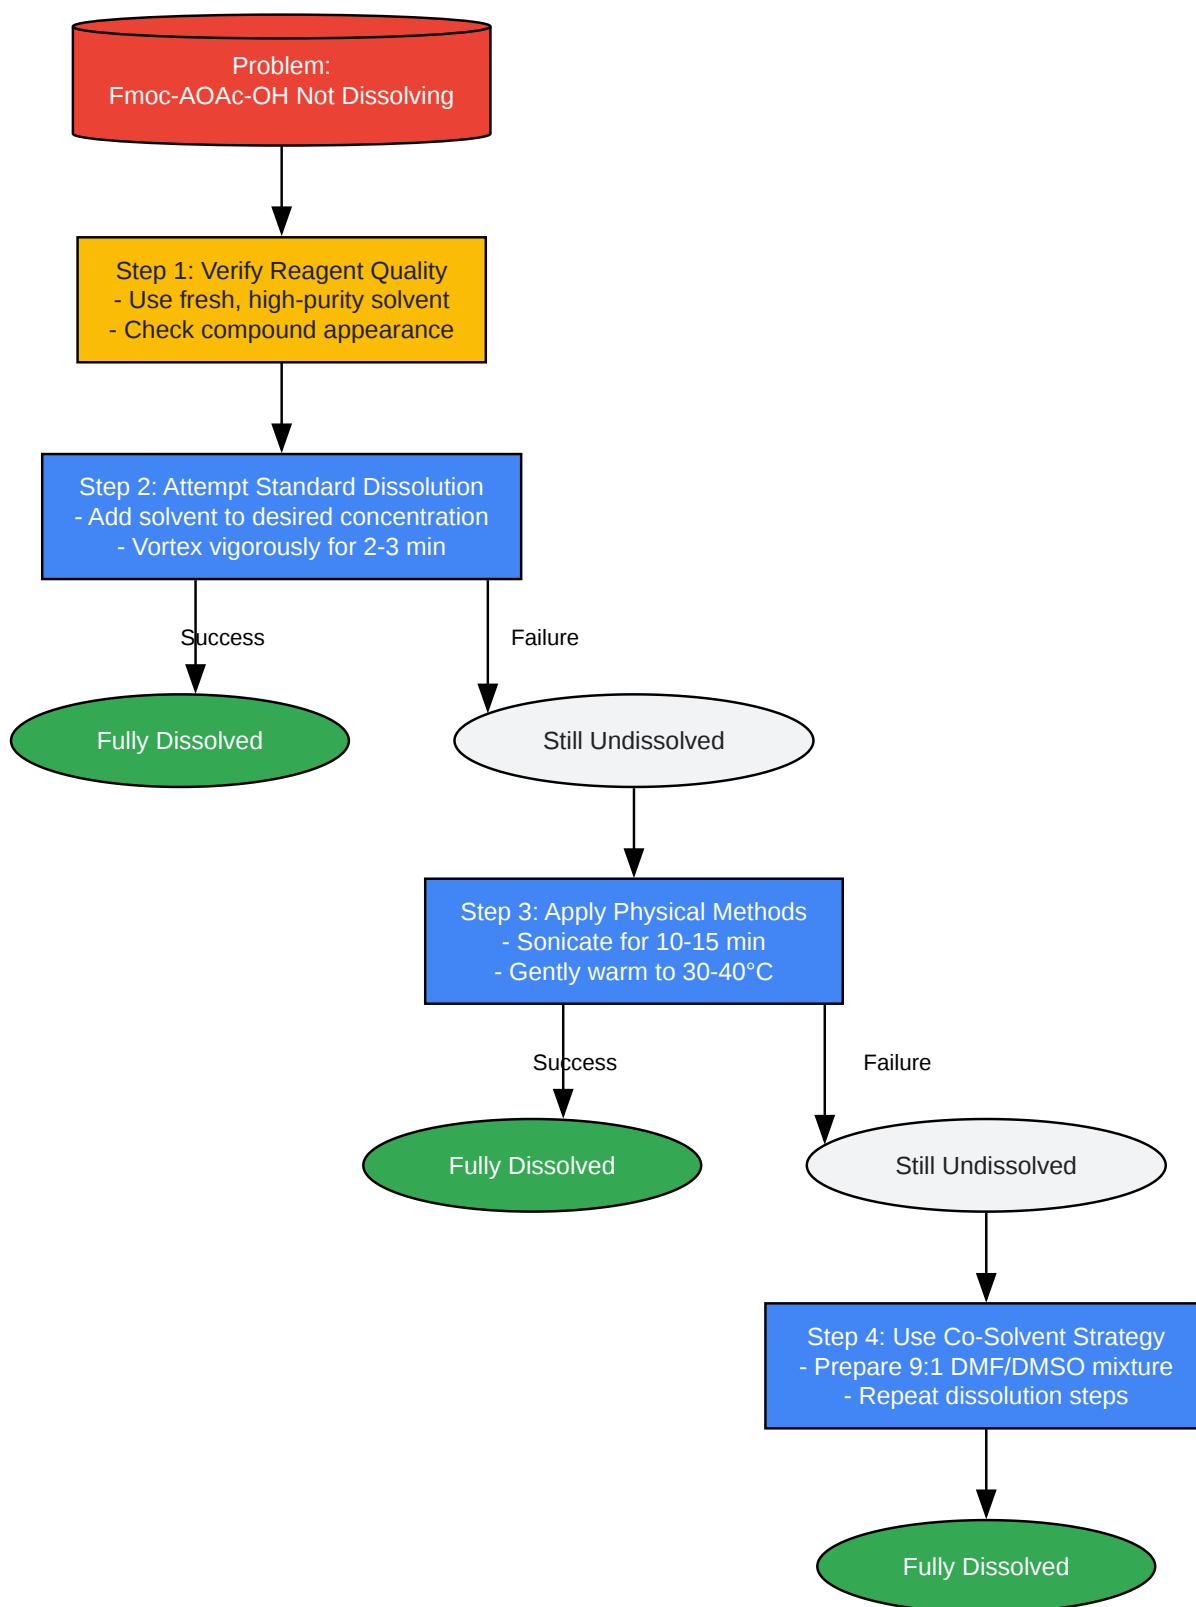 Problem:
Fmoc-AOAc-OH Not Dissolving
Step 1: Verify Reagent Quality
- Use fresh, high-purity solvent
- Check compound appearance
Step 2: Attempt Standard Dissolution
- Add solvent to desired concentration
- Vortex vigorously for 2-3 min
Success
Failure
Fully Dissolved
Still Undissolved
Step 3: Apply Physical Methods
- Sonicate for 10-15 min
- Gently warm to 30-40°C
Success
Failure
Fully Dissolved
Still Undissolved
Step 4: Use Co-Solvent Strategy
- Prepare 9:1 DMF/DMSO mixture
- Repeat dissolution steps
Fully Dissolved